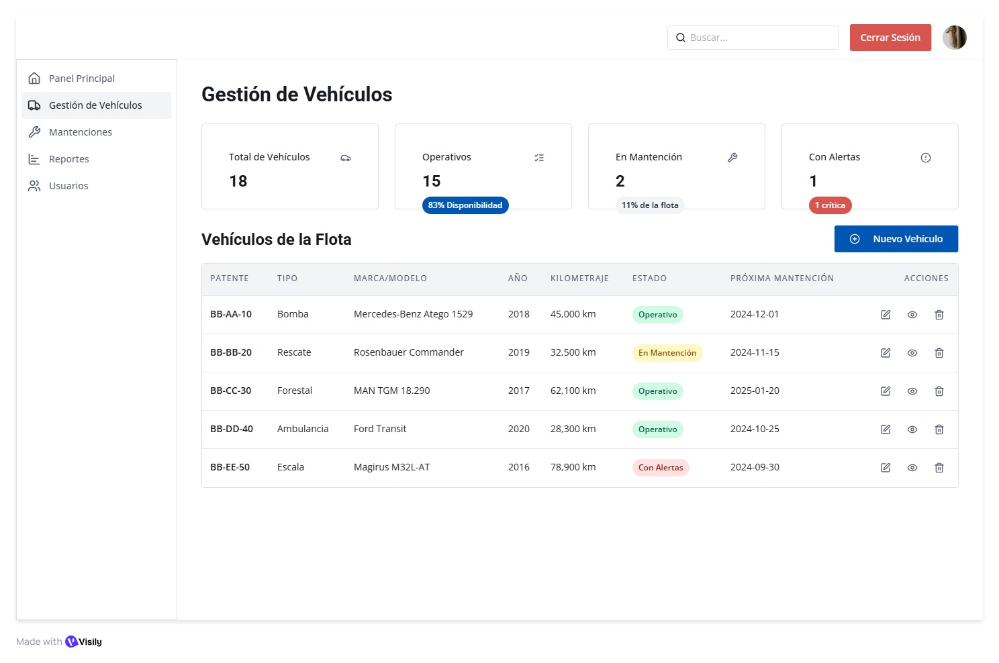 Buscar...
Cerrar Sesión
Panel Principal
Gestión de Vehículos
Mantenciones
Reportes
Usuarios
Gestión de Vehículos
Total de Vehículos
18
Operativos
15
83% Disponibilidad
En Mantención
2
11% de la flota
Con Alertas
1
1 crítica
Vehículos de la Flota
Nuevo Vehículo
PATENTE TIPO MARCA/MODELO AÑO KILOMETRAJE ESTADO PRÓXIMA MANTENCIÓN ACCIONES
BB-AA-10 Bomba Mercedes-Benz Atego 1529 2018 45,000 km Operativo 2024-12-01
BB-BB-20 Rescate Rosenbauer Commander 2019 32,500 km En Mantención 2024-11-15
BB-CC-30 Forestal MAN TGM 18.290 2017 62,100 km Operativo 2025-01-20
BB-DD-40 Ambulancia Ford Transit 2020 28,300 km Operativo 2024-10-25
BB-EE-50 Escala Magirus M32L-AT 2016 78,900 km Con Alertas 2024-09-30
Made with Visily